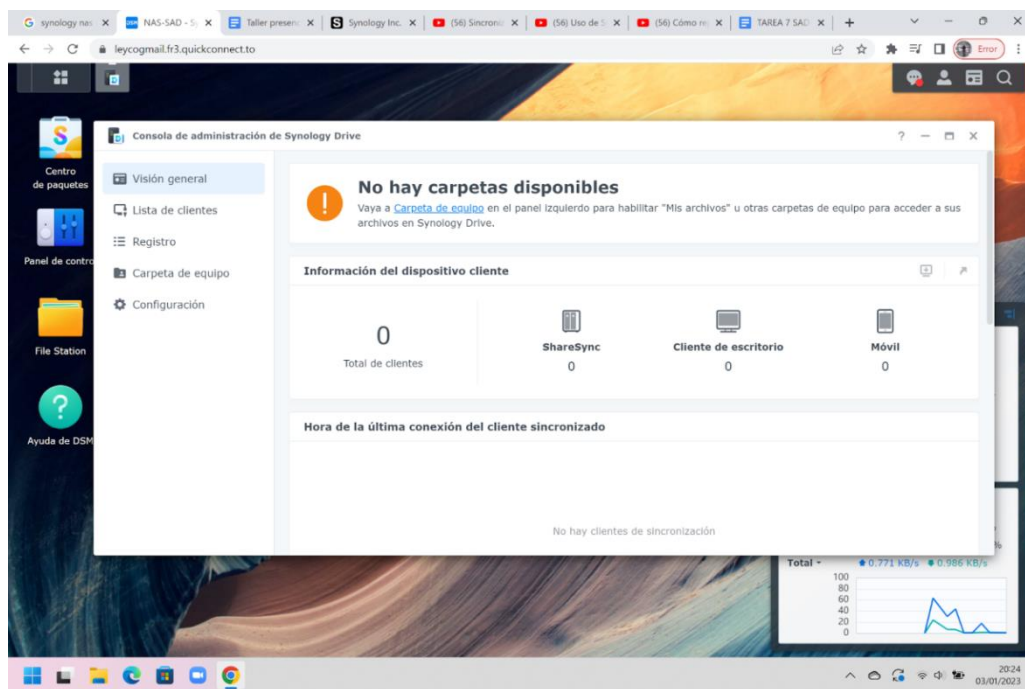 synology nas
NAS-SAD - S
Taller presenc
Synology Inc.
(56) Sincroniz
(56) Uso de S
(56) Cómo re
TAREA 7 SAD
leycogmail.fr3.quickconnect.to
Error
Centro
de paquetes
Panel de contro
File Station
Ayuda de DSM
Consola de administración de Synology Drive
Visión general
Lista de clientes
Registro
Carpeta de equipo
Configuración
No hay carpetas disponibles
Vaya a Carpeta de equipo en el panel izquierdo para habilitar "Mis archivos" u otras carpetas de equipo para acceder a sus
archivos en Synology Drive.
Información del dispositivo cliente
0
Total de clientes
ShareSync
0
Cliente de escritorio
0
Móvil
0
Hora de la última conexión del cliente sincronizado
No hay clientes de sincronización
%
Total
0.771 KB/s
0.986 KB/s
100
80
60
40
20
0
20:24
03/01/2023